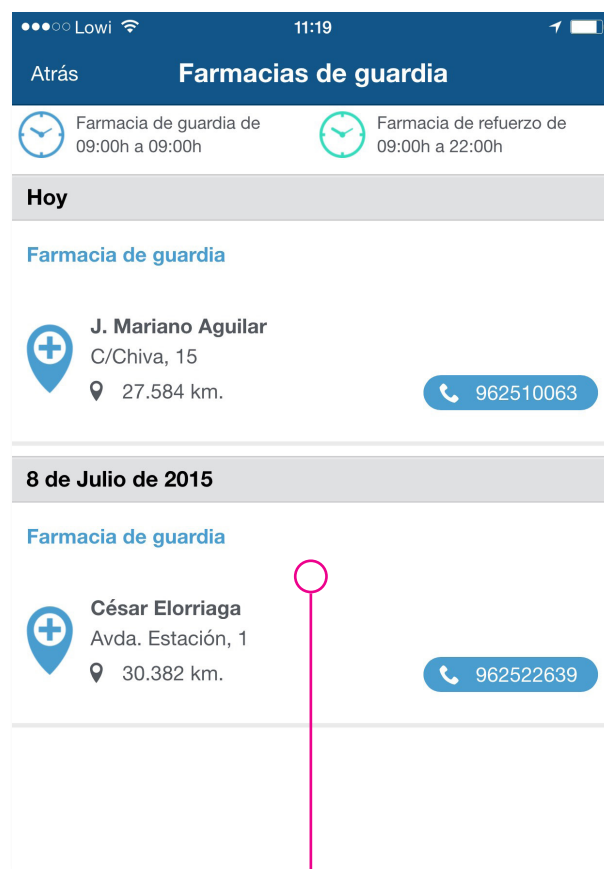 Lowi 11:19
Atrás Farmacias de guardia
Farmacia de guardia de
09:00h a 09:00h
Farmacia de refuerzo de
09:00h a 22:00h
Hoy
Farmacia de guardia
J. Mariano Aguilar
C/Chiva, 15
27.584 km.
962510063
8 de Julio de 2015
Farmacia de guardia
César Elorriaga
Avda. Estación, 1
30.382 km.
962522639